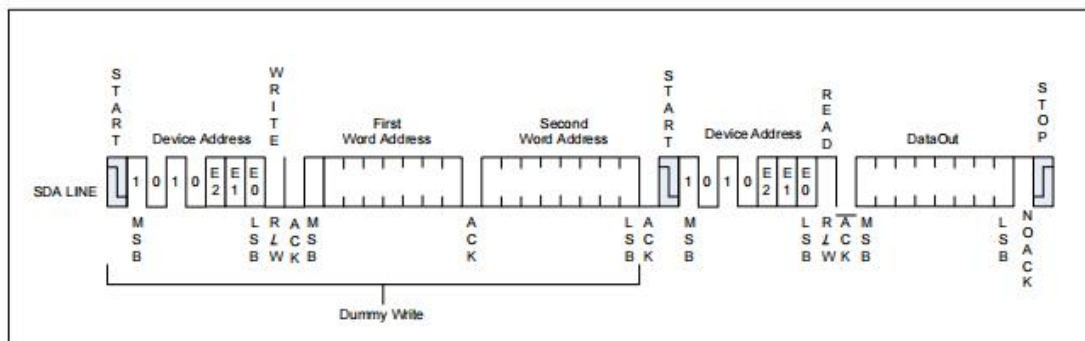 START
WRITE
START
READ
STOP
Device Address
First
Word Address
Second
Word Address
Device Address
DataOut
SDA LINE
1 0 1 0 E2 E1 E0
1 0 1 0 E2 E1 E0
MSB
LSB
R/W
ACK
MSB
ACK
LSB
ACK
MSB
LSB
R/W
ACK
MSB
LSB
NOACK
Dummy Write